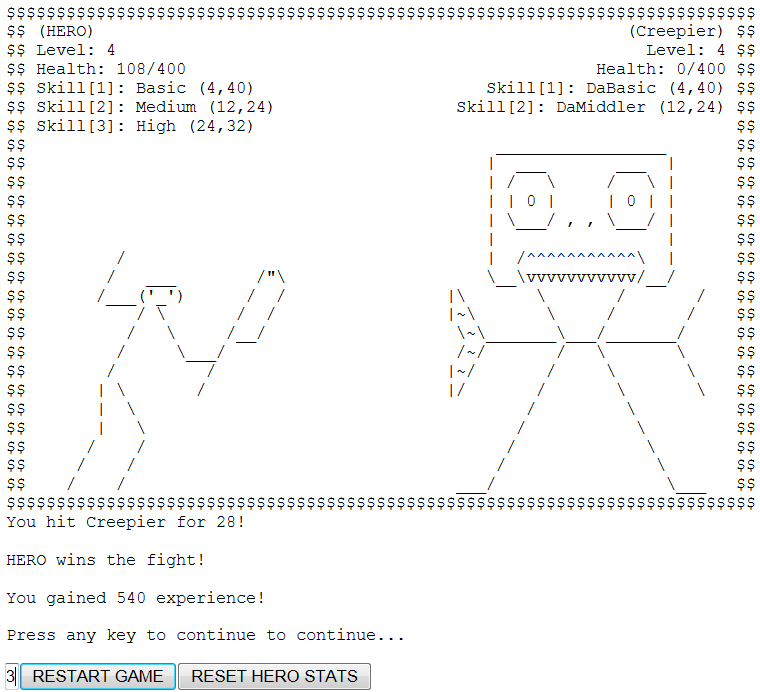 (HERO) (Creepier)
Level: 4 Level: 4
Health: 108/400 Health: 0/400
Skill[1]: Basic (4,40) Skill[1]: DaBasic (4,40)
Skill[2]: Medium (12,24) Skill[2]: DaMiddler (12,24)
Skill[3]: High (24,32)
You hit Creepier for 28!
HERO wins the fight!
You gained 540 experience!
Press any key to continue to continue...
3 RESTART GAME RESET HERO STATS